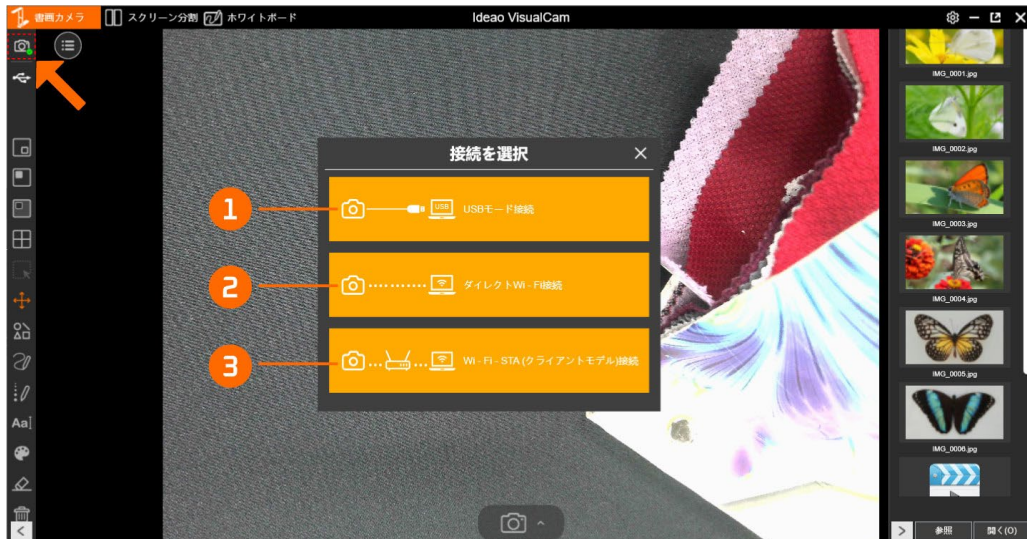 書画カメラ
スクリーン分割
ホワイトボード
Ideao VisualCam
接続を選択
1
USB
USBモード接続
2
ダイレクトWi - Fi接続
3
Wi - Fi - STA (クライアントモデル)接続
Aa
IMG_0001.jpg
IMG_0002.jpg
IMG_0003.jpg
IMG_0004.jpg
IMG_0005.jpg
IMG_0006.jpg
参照
開く(O)